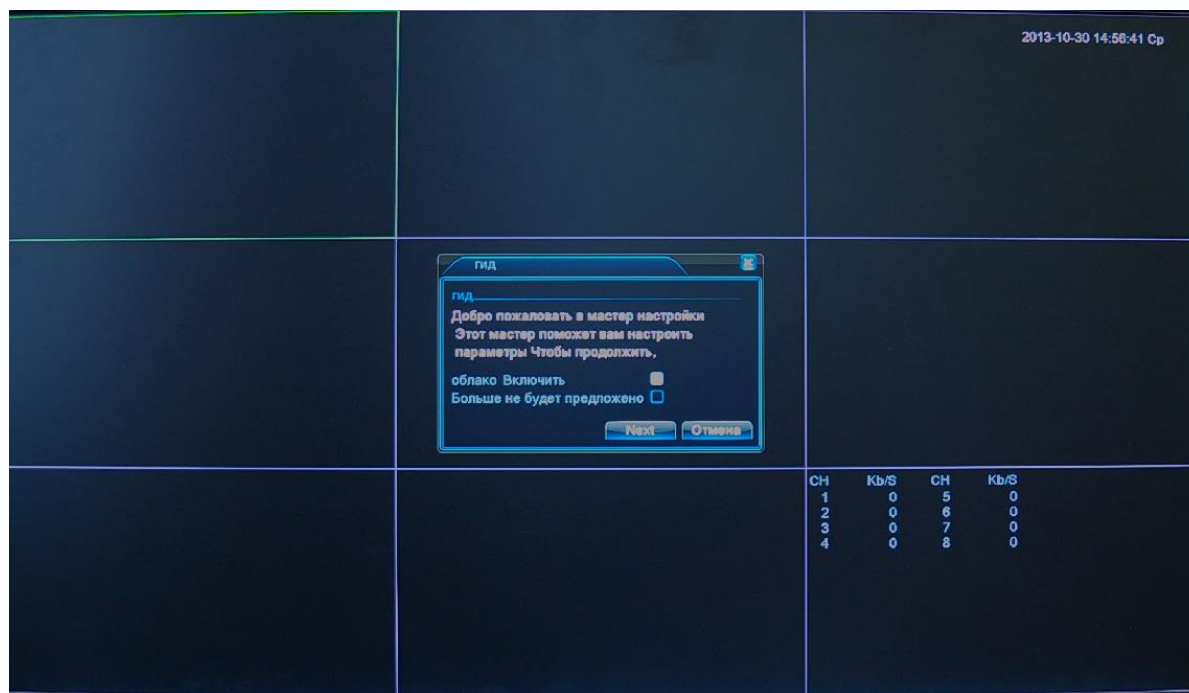 2013-10-30 14:56:41 Ср
гид
гид
Добро пожаловать в мастер настройки
Этот мастер поможет вам настроить
параметры Чтобы продолжить,
облако Включить
Больше не будет предложено
Next Отмена
CH Kb/S CH Kb/S
1 0 5 0
2 0 6 0
3 0 7 0
4 0 8 0